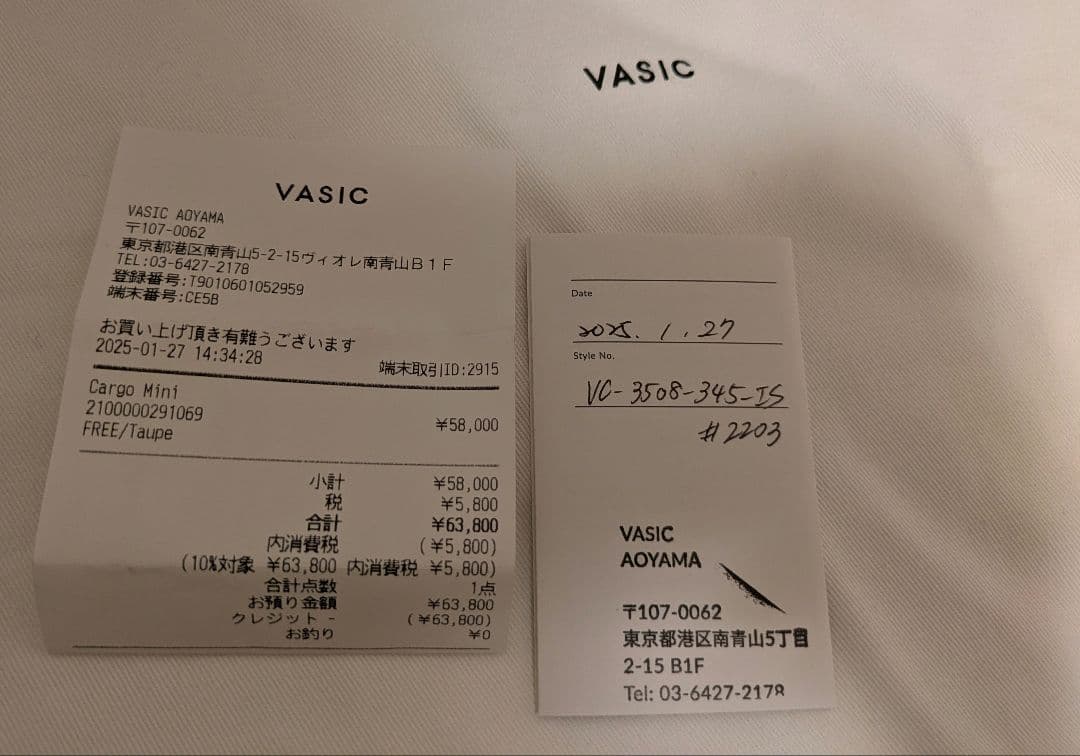 VASIC
VASIC
VASIC AOYAMA
〒107-0062
東京都港区南青山5-2-15ヴィオレ南青山B1F
TEL:03-6427-2178
登録番号:T9010601052959
端末番号:CE5B
お買い上げ頂き有難うございます
2025-01-27 14:34:28
端末取引ID:2915
Cargo Mini
2100000291069
FREE/Taupe
¥58,000
小計 ¥58,000
税 ¥5,800
合計 ¥63,800
内消費税 (¥5,800)
(10%対象 ¥63,800 内消費税 ¥5,800)
合計点数 1点
お預り金額 ¥63,800
クレジット - (¥63,800)
お釣り ¥0
Date
2025. 1. 27
Style No.
VC-3508-345-IS
#2203
VASIC
AOYAMA
〒107-0062
東京都港区南青山5丁目
2-15 B1F
Tel: 03-6427-2178